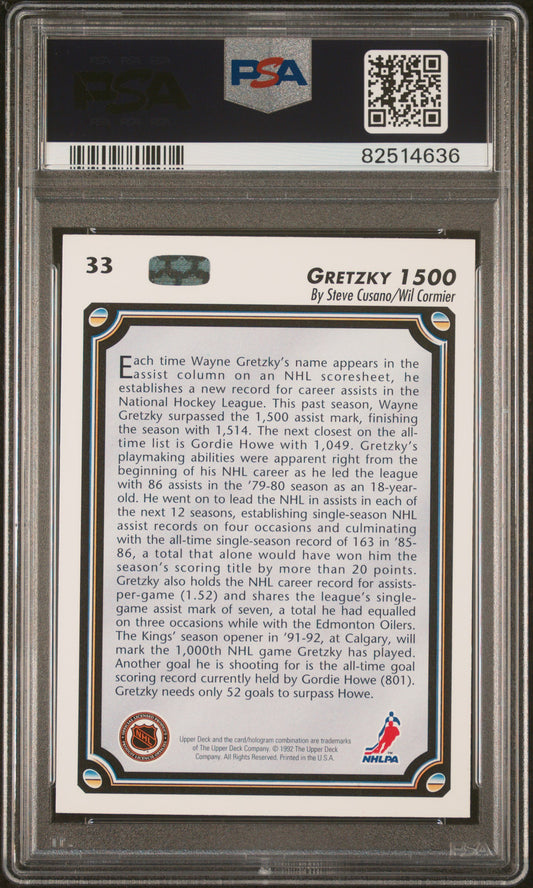 PSA PSA PSA
PSA
PSA PSA PSA
PSA
82514636
33
GRETZKY 1500
By Steve Cusano/Wil Cormier
Each time Wayne Gretzky's name appears in the
assist column on an NHL scoresheet, he
establishes a new record for career assists in the
National Hockey League. This past season, Wayne
Gretzky surpassed the 1,500 assist mark, finishing
the season with 1,514. The next closest on the all-
time list is Gordie Howe with 1,049. Gretzky's
playmaking abilities were apparent right from the
beginning of his NHL career as he led the league
with 86 assists in the '79-80 season as an 18-year-
old. He went on to lead the NHL in assists in each of
the next 12 seasons, establishing single-season NHL
assist records on four occasions and culminating
with the all-time single-season record of 163 in '85-
86, a total that alone would have won him the
season's scoring title by more than 20 points.
Gretzky also holds the NHL career record for assists-
per-game (1.52) and shares the league's single-
game assist mark of seven, a total he had equalled
on three occasions while with the Edmonton Oilers.
The Kings' season opener in '91-92, at Calgary, will
mark the 1,000th NHL game Gretzky has played.
Another goal he is shooting for is the all-time goal
scoring record currently held by Gordie Howe (801).
Gretzky needs only 52 goals to surpass Howe.
NHL
Upper Deck and the card/hologram combination are trademarks
of The Upper Deck Company. © 1992 The Upper Deck
Company. All Rights Reserved. Printed in the U.S.A.
NHLPA
PSA